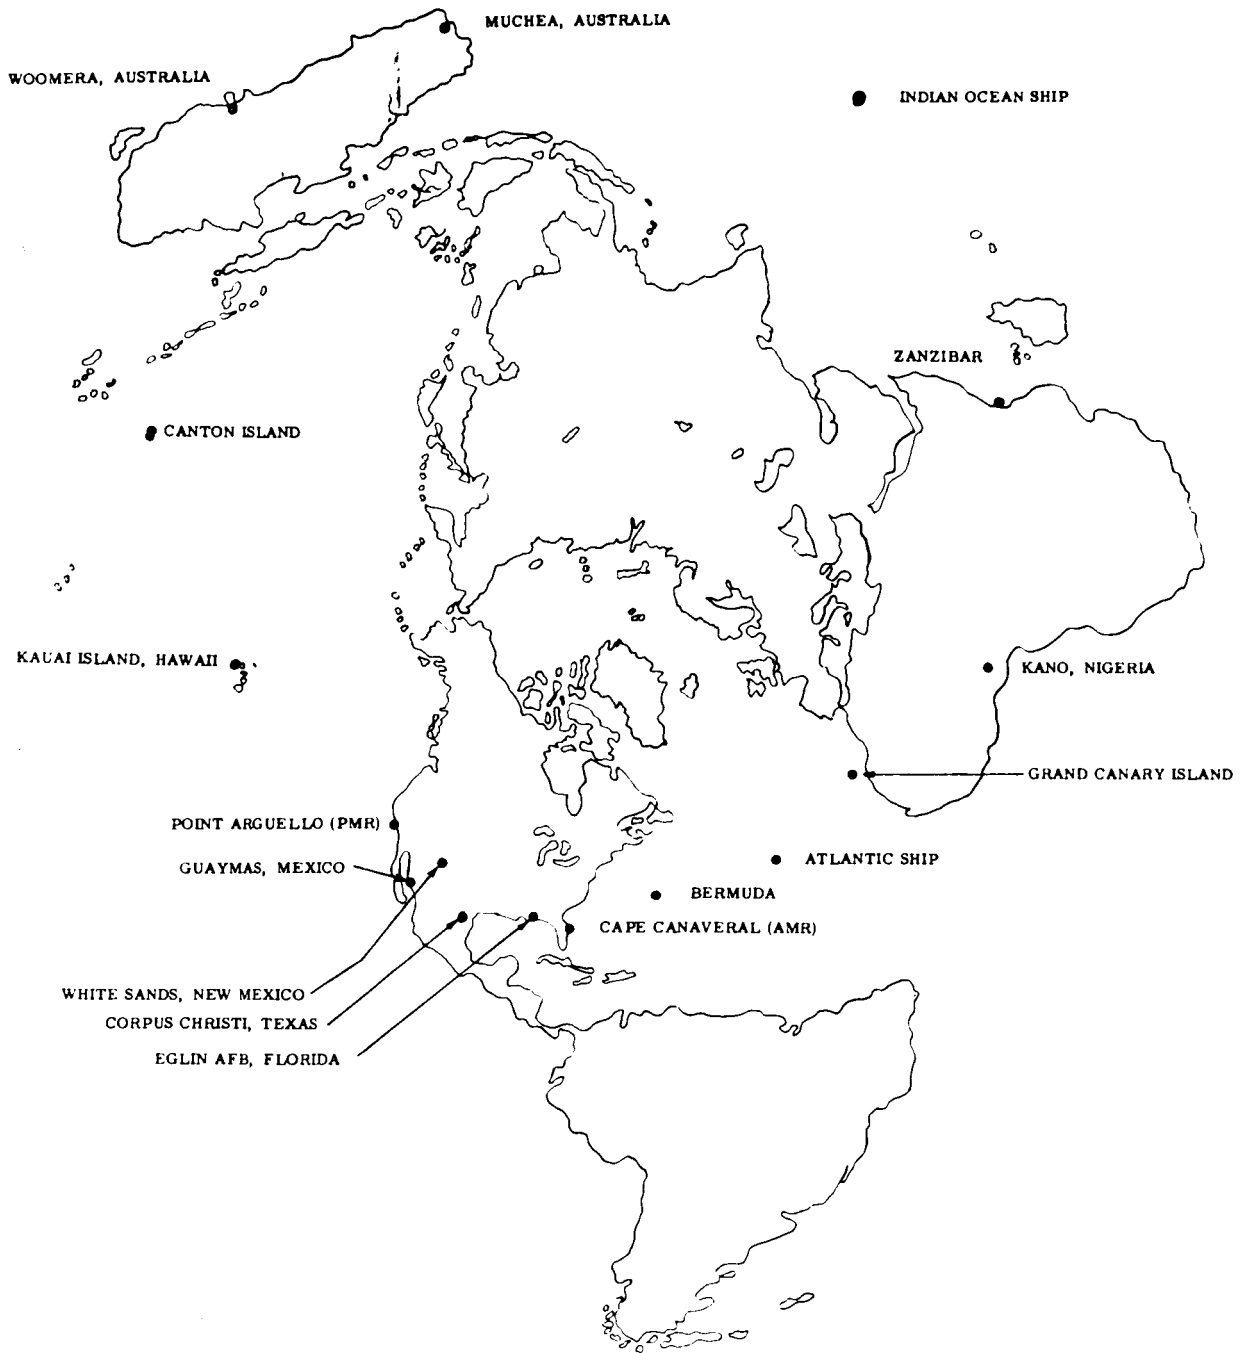 MUCHEA, AUSTRALIA
WOOMERA, AUSTRALIA
INDIAN OCEAN SHIP
ZANZIBAR
CANTON ISLAND
KAUAI ISLAND, HAWAII
KANO, NIGERIA
GRAND CANARY ISLAND
POINT ARGUELLO (PMR)
GUAYMAS, MEXICO
ATLANTIC SHIP
BERMUDA
CAPE CANAVERAL (AMR)
WHITE SANDS, NEW MEXICO
CORPUS CHRISTI, TEXAS
EGLIN AFB, FLORIDA